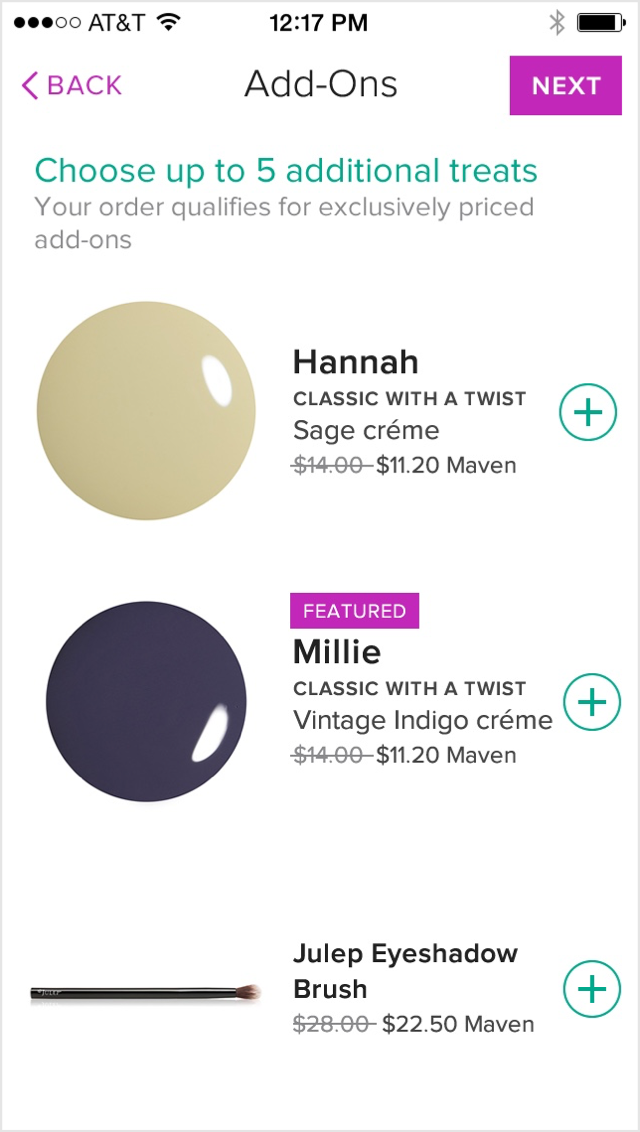 AT&T 12:17 PM
BACK Add-Ons NEXT
Choose up to 5 additional treats
Your order qualifies for exclusively priced
add-ons
Hannah
CLASSIC WITH A TWIST
Sage créme
$14.00 $11.20 Maven
FEATURED
Millie
CLASSIC WITH A TWIST
Vintage Indigo créme
$14.00 $11.20 Maven
JULEP
Julep Eyeshadow
Brush
$28.00 $22.50 Maven